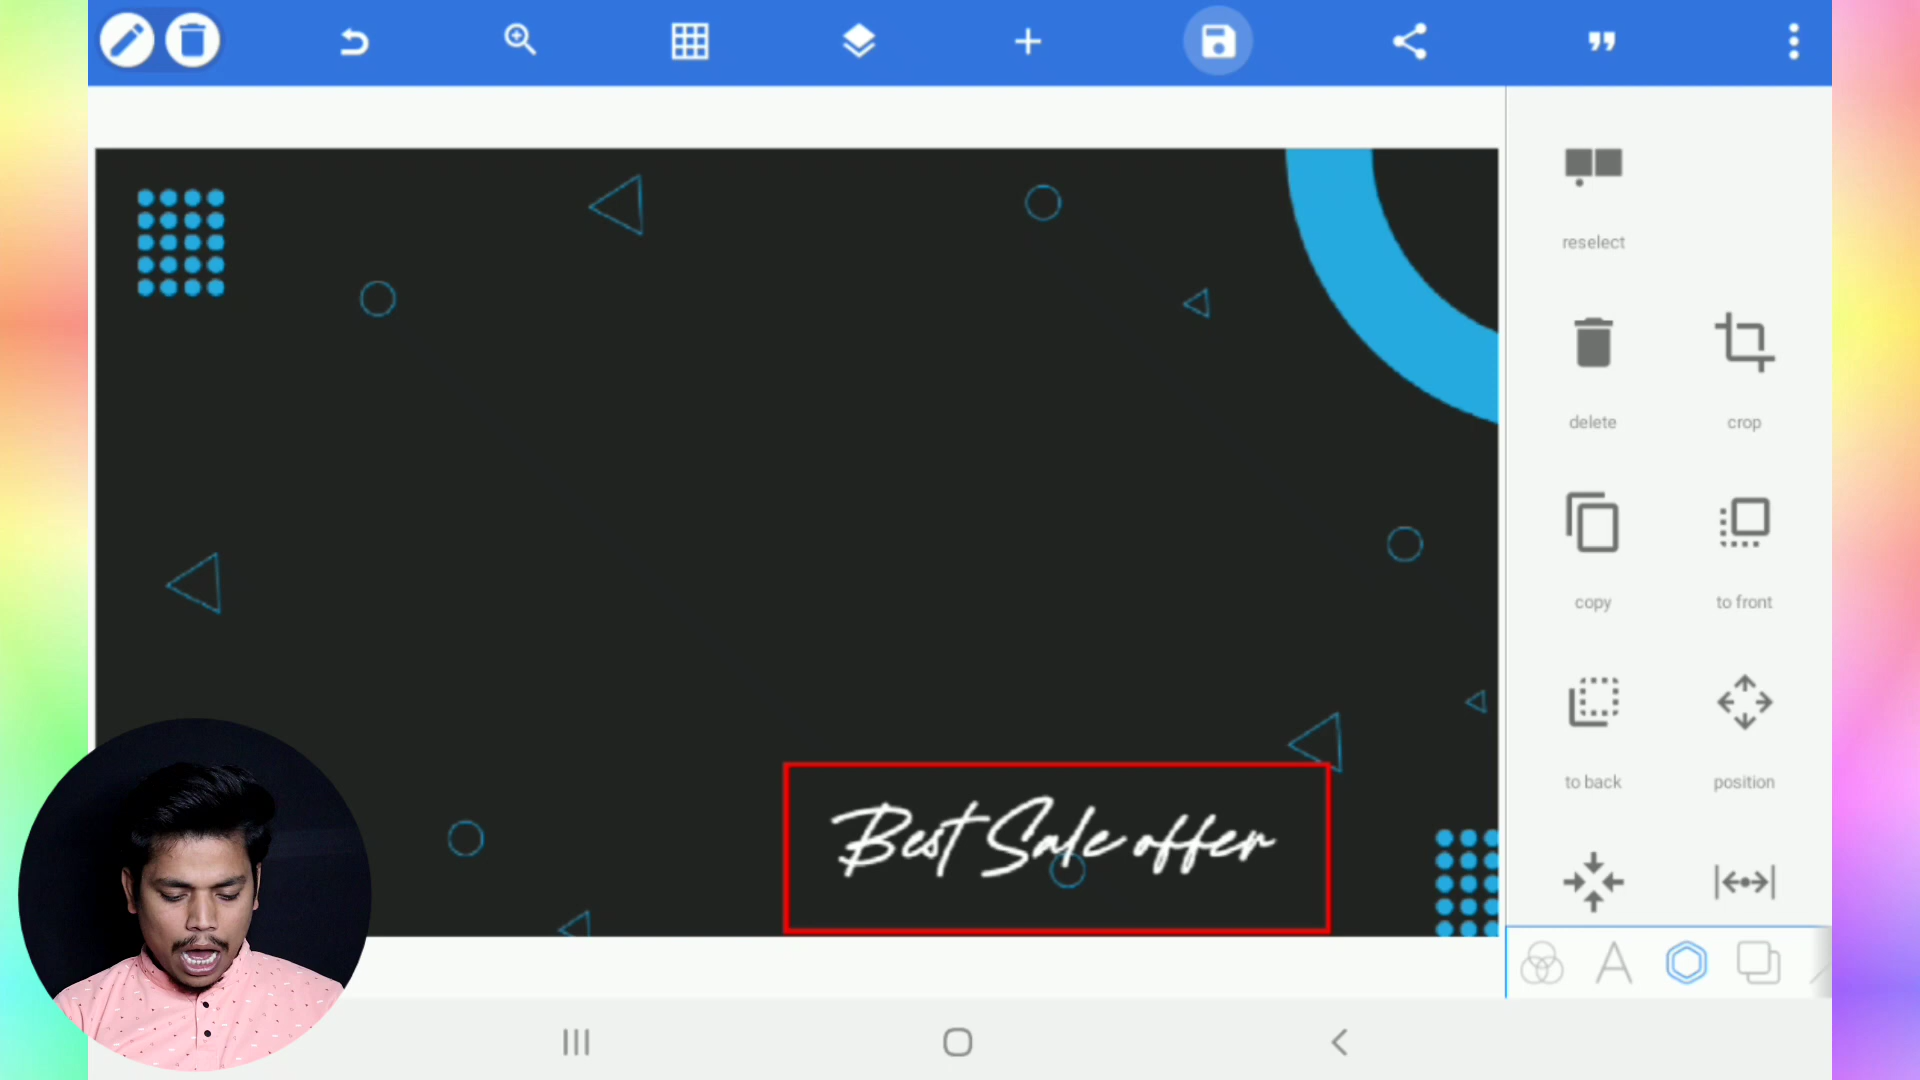 reselect
delete
crop
copy
to front
to back
position
Best Sale offer